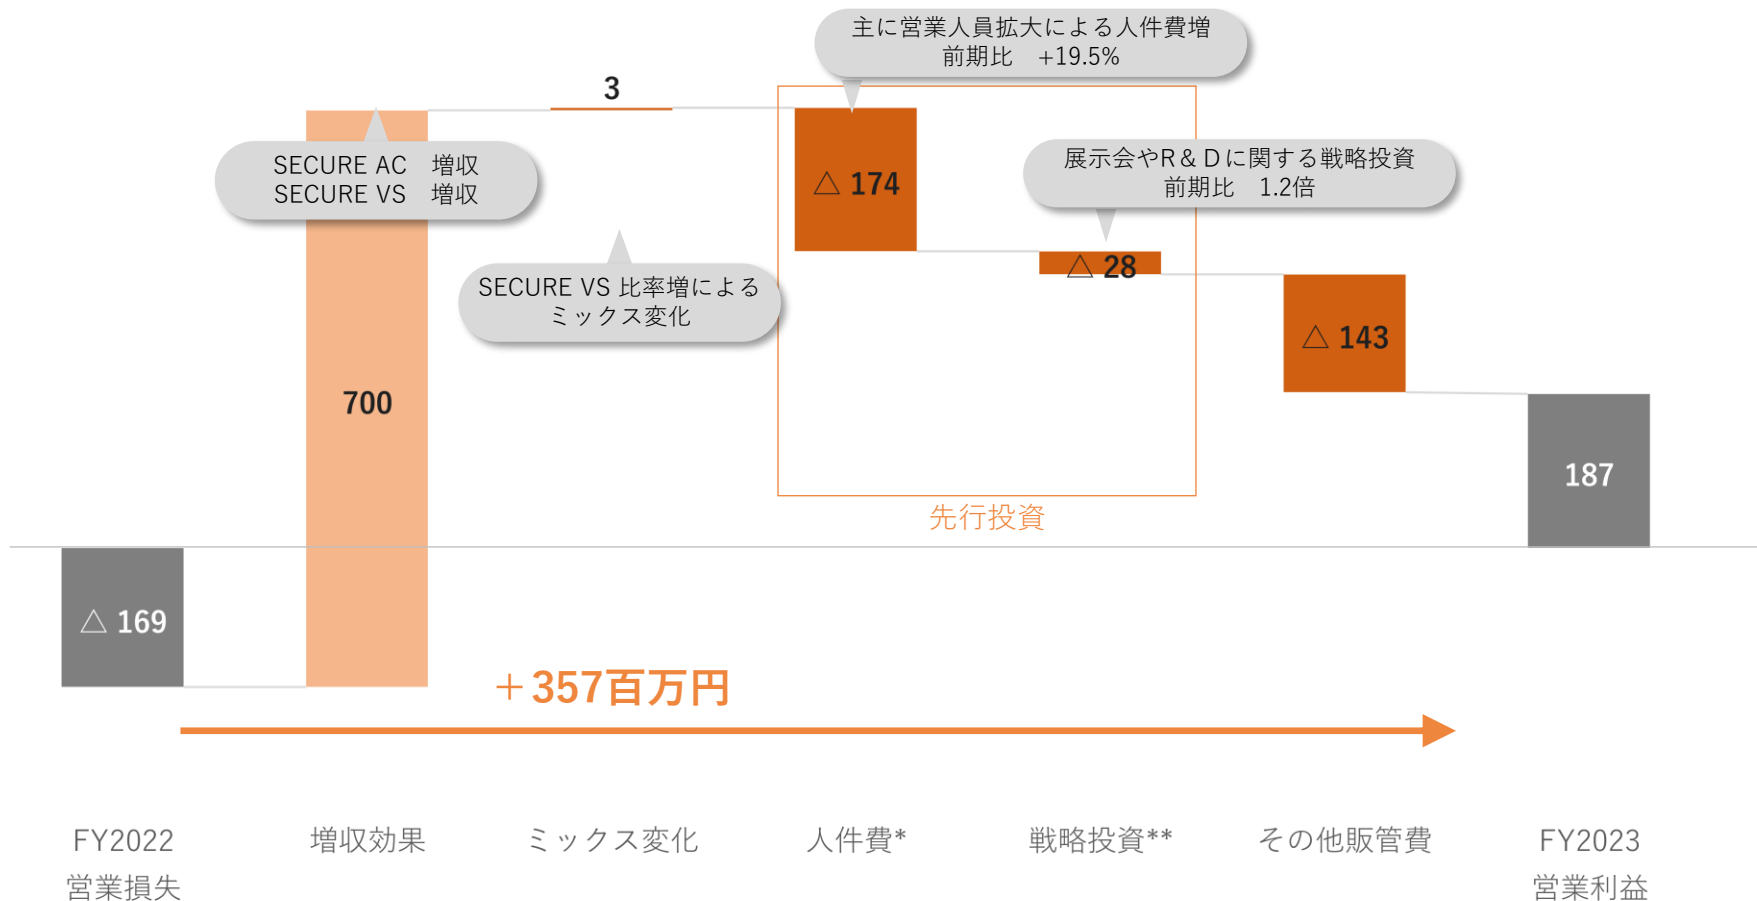 主に営業人員拡大による人件費増
前期比　+19.5%
3
SECURE AC　増収
SECURE VS　増収
展示会やR＆Dに関する戦略投資
前期比　1.2倍
△ 174
△ 28
SECURE VS 比率増による
ミックス変化
△ 143
700
187
先行投資
△ 169
＋357百万円
FY2022
営業損失
増収効果
ミックス変化
人件費*
戦略投資**
その他販管費
FY2023
営業利益